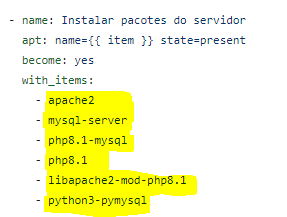 - name: Instalar pacotes do servidor
apt: name={{ item }} state=present
become: yes
with_items:
- apache2
- mysql-server
- php8.1-mysql
- php8.1
- libapache2-mod-php8.1
- python3-pymysql